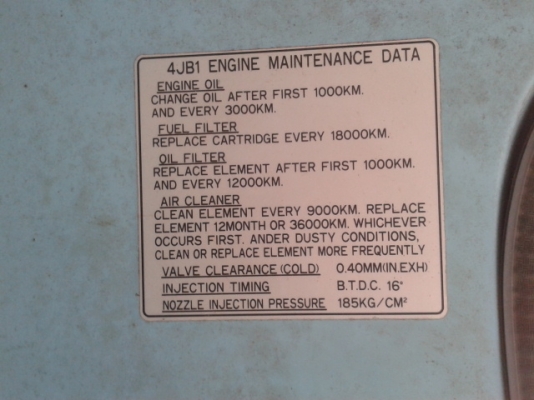 4JB1 ENGINE MAINTENANCE DATA
ENGINE OIL
CHANGE OIL AFTER FIRST 1000KM.
AND EVERY 3000KM.
FUEL FILTER
REPLACE CARTRIDGE EVERY 18000KM.
OIL FILTER
REPLACE ELEMENT AFTER FIRST 1000KM.
AND EVERY 12000KM.
AIR CLEANER
CLEAN ELEMENT EVERY 9000KM. REPLACE
ELEMENT 12MONTH OR 36000KM. WHICHEVER
OCCURS FIRST. ANDER DUSTY CONDITIONS,
CLEAN OR REPLACE ELEMENT MORE FREQUENTLY
VALVE CLEARANCE (COLD) 0.40MM(IN.EXH)
INJECTION TIMING B.T.D.C. 16°
NOZZLE INJECTION PRESSURE 185KG/CM²